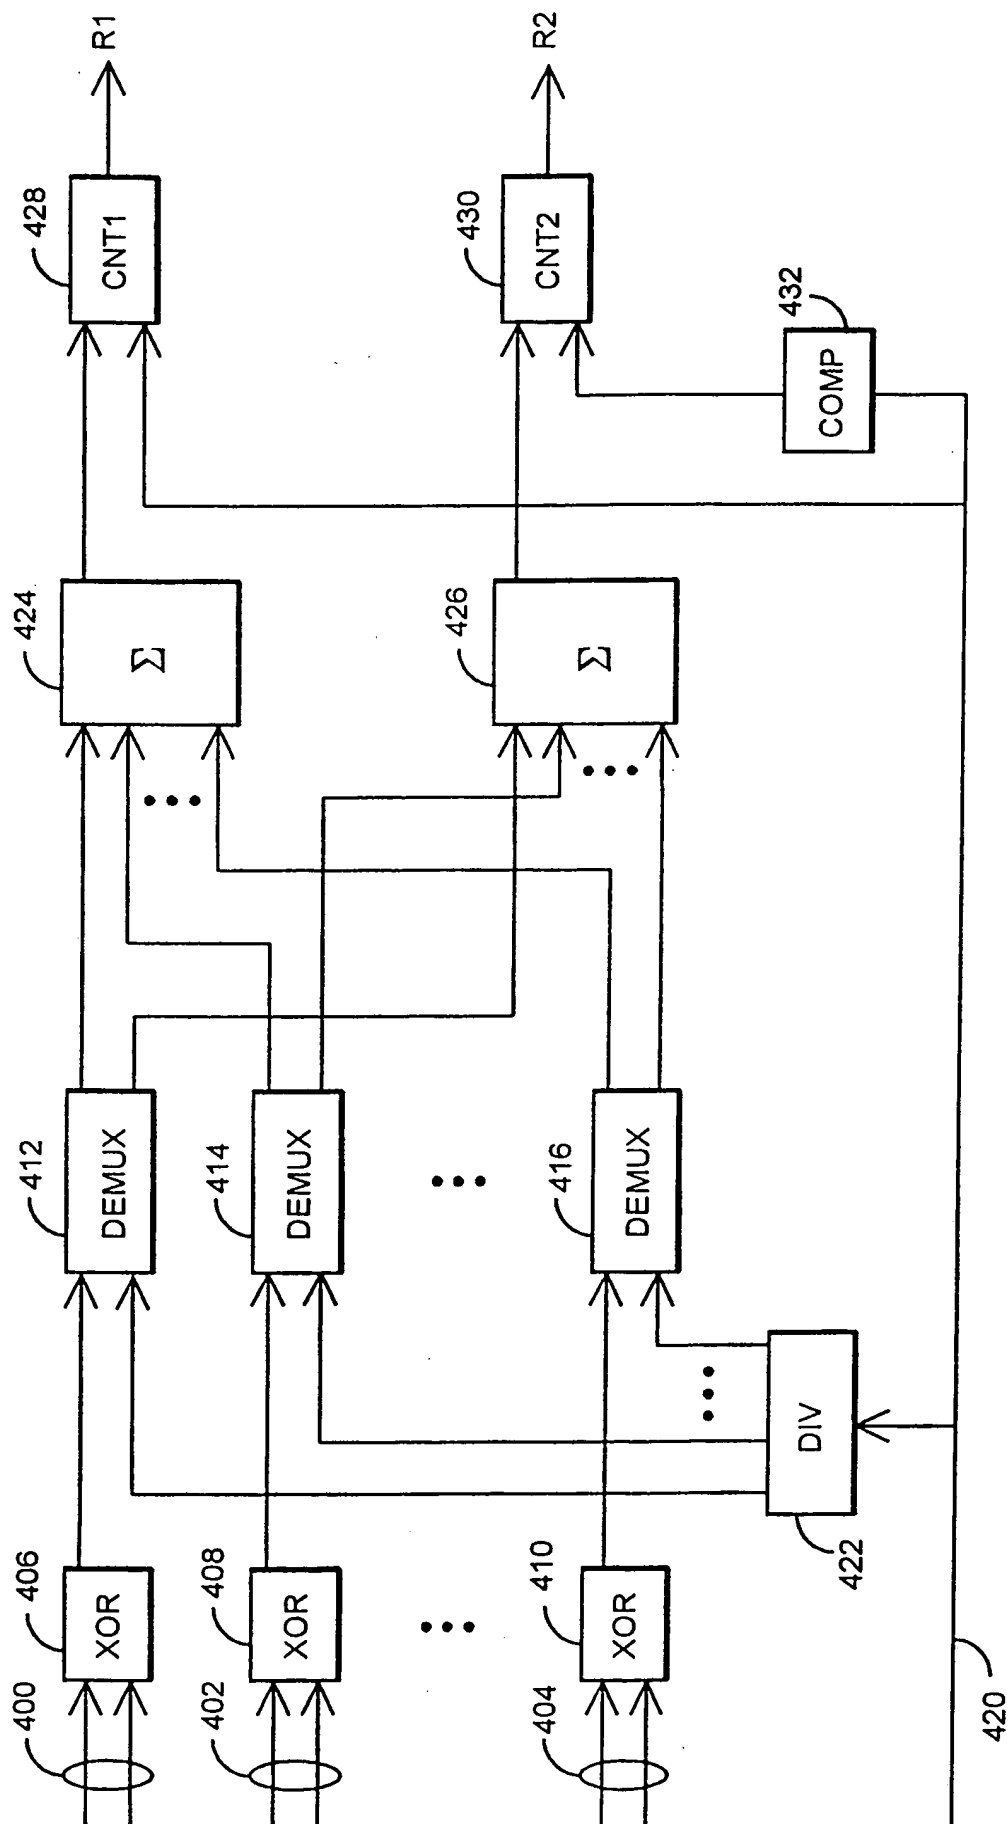 R1
R2
428
CNT1
430
CNT2
432
COMP
424
Σ
426
Σ
412
DEMUX
414
DEMUX
416
DEMUX
DIV
422
406
XOR
408
XOR
410
XOR
400
402
404
420